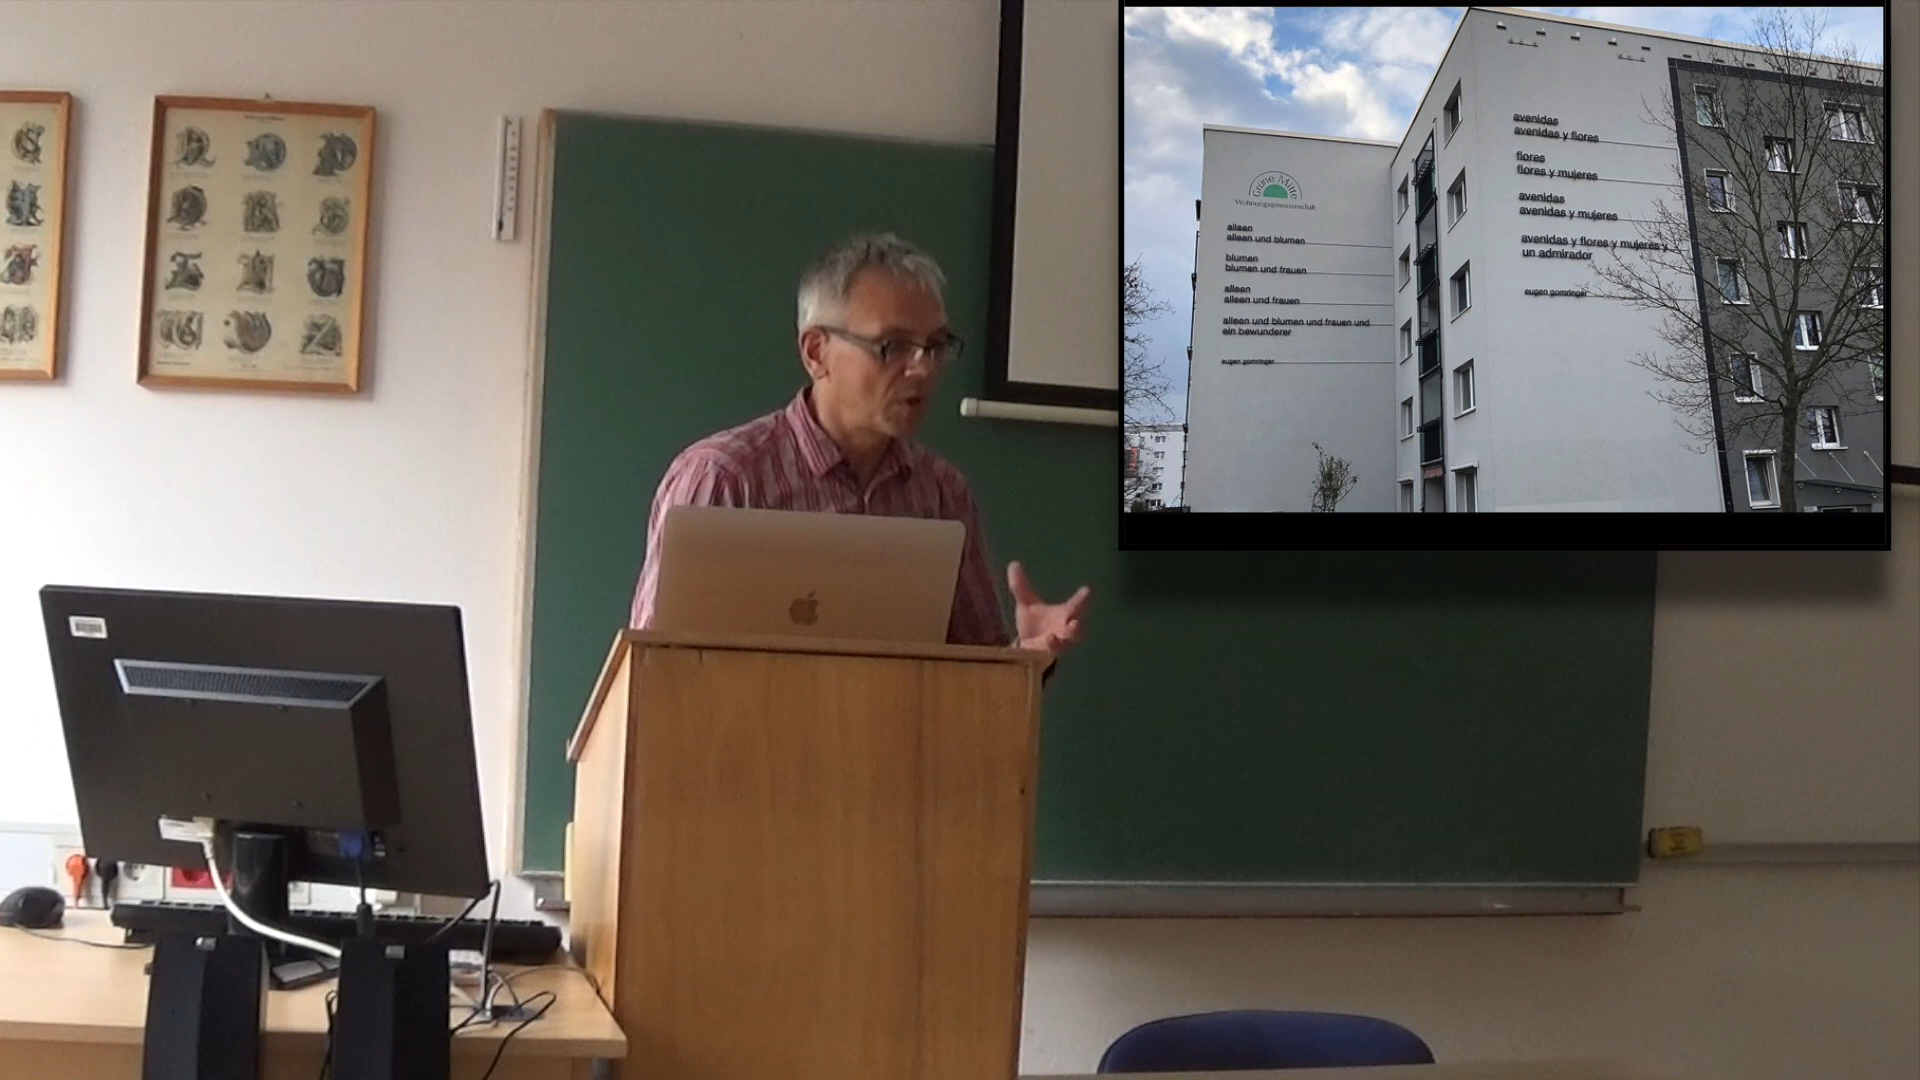 Grüne Mitte
Wohnungsgenossenschaft
alleen
alleen und blumen
blumen
blumen und frauen
alleen
alleen und frauen
alleen und blumen und frauen und
ein bewunderer
eugen gomringer
avenidas
avenidas y flores
flores
flores y mujeres
avenidas
avenidas y mujeres
avenidas y flores y mujeres y
un admirador
eugen gomringer